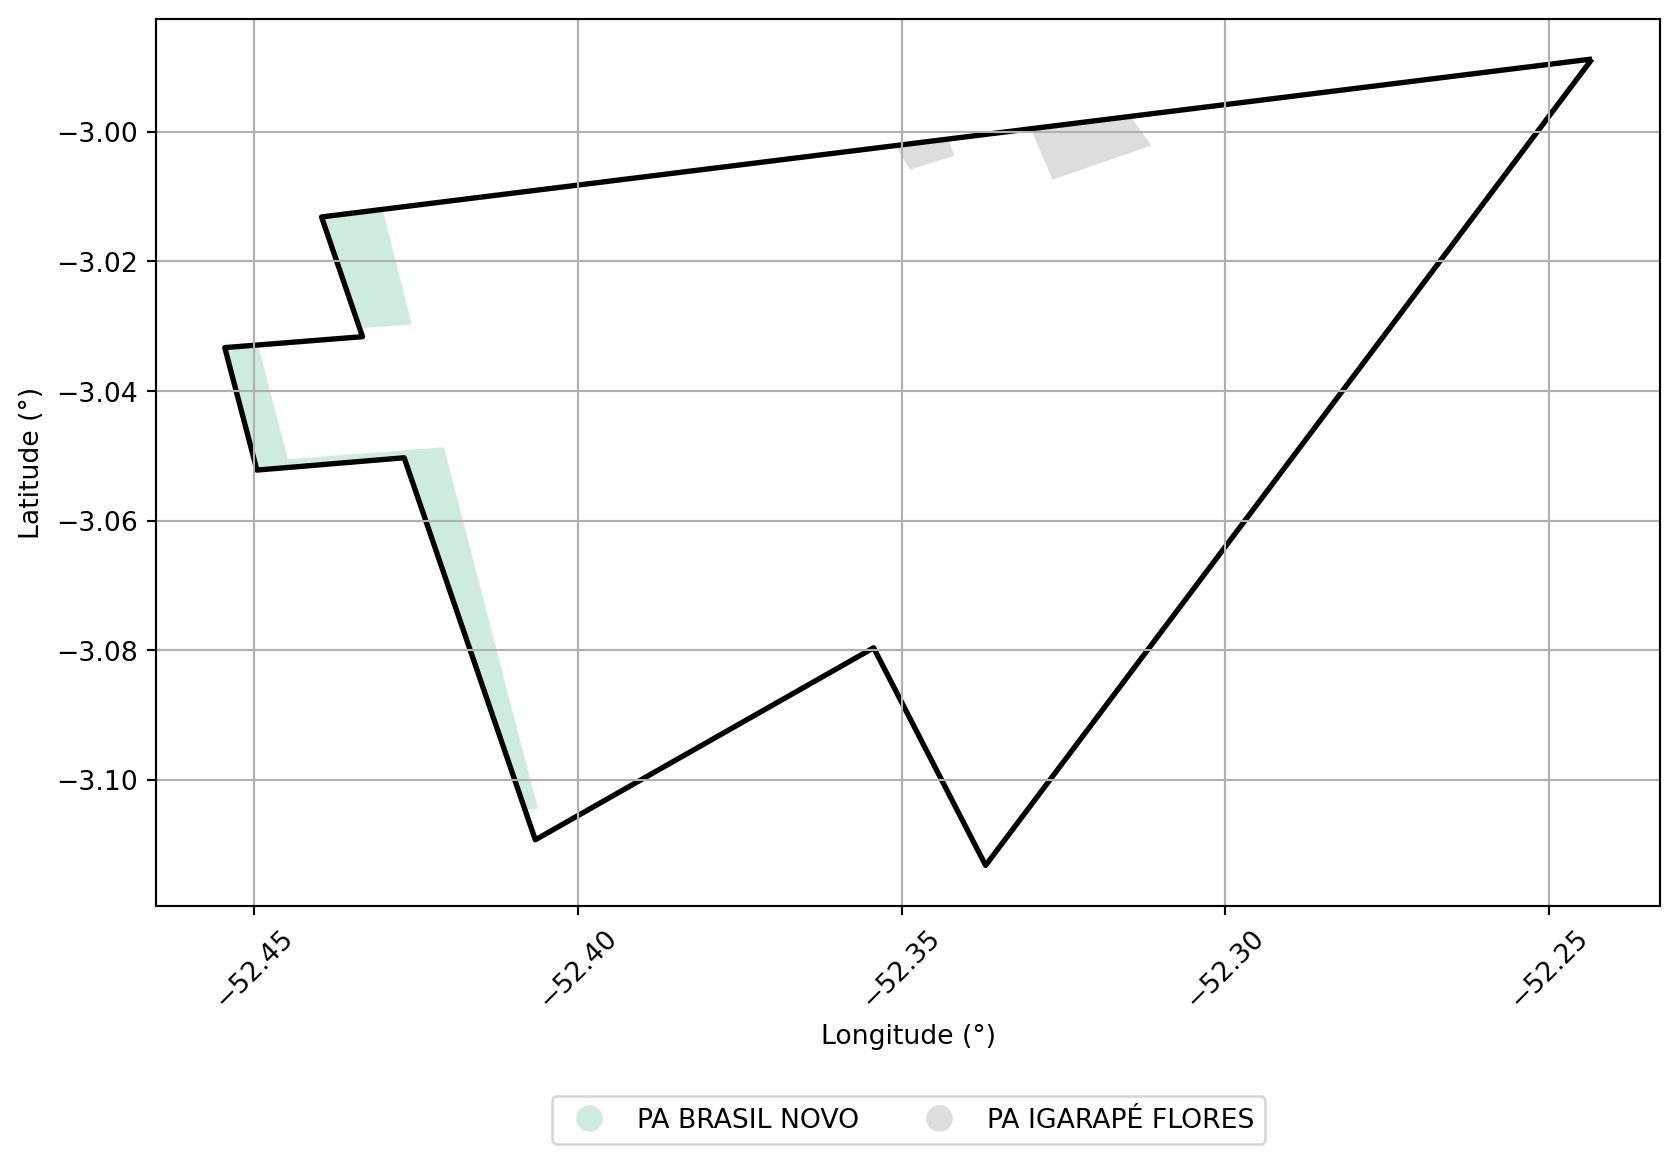 −3.00
−3.02
−3.04
−3.06
−3.08
−3.10
Latitude (°)
−52.45
−52.40
−52.35
−52.30
−52.25
Longitude (°)
PA BRASIL NOVO
PA IGARAPÉ FLORES